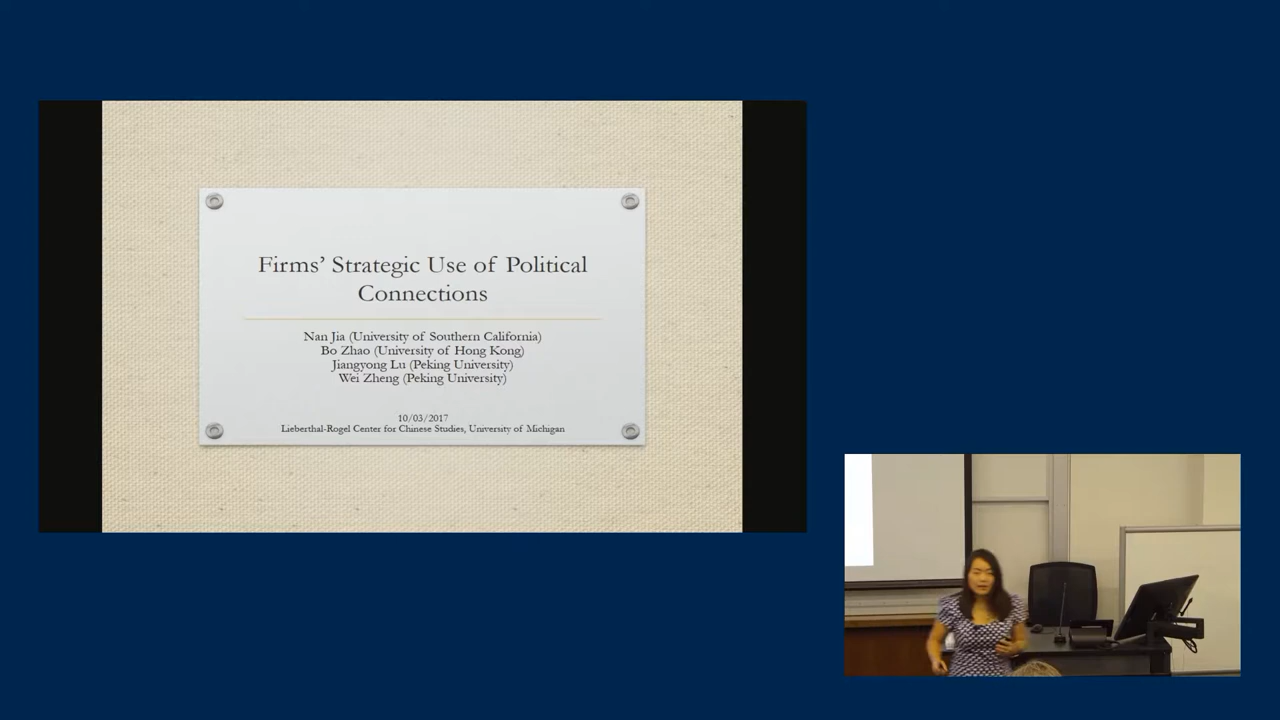 Firms' Strategic Use of Political
Connections
Nan Jia (University of Southern California)
Bo Zhao (University of Hong Kong)
Jiangyong Lu (Peking University)
Wei Zheng (Peking University)
10/03/2017
Lieberthal-Rogel Center for Chinese Studies, University of Michigan